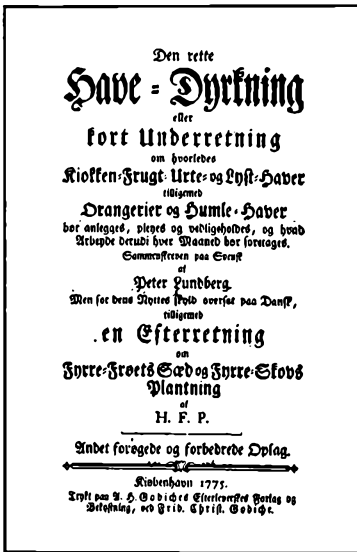 Den rette
Have-Dyrkning
eller
kort Underretning
om hvorledes
Kiøkken-Frugt-Urte-og Lyst-Haver
tilligemed
Orangerier og Humle-Haver
bør anlegges, pleyes og vedligeholdes, og hvad
Arbeyde derudi hver Maaned bør foretages.
Sammenskreven paa Svensk
af
Peter Lundberg.
Men for dens Nyttes skyld oversat paa Dansk,
tilligemed
en Efterretning
om
Fyrre-Frøets Sæd og Fyrre-Skovs
Plantning
af
H. F. P.
Andet forøgede og forbedrede Oplag.
Kiøbenhavn 1775.
Trykt paa A. H. Godiches Efterleverskes Forlag og
Bekostning, ved Frid. Christ. Godiche.